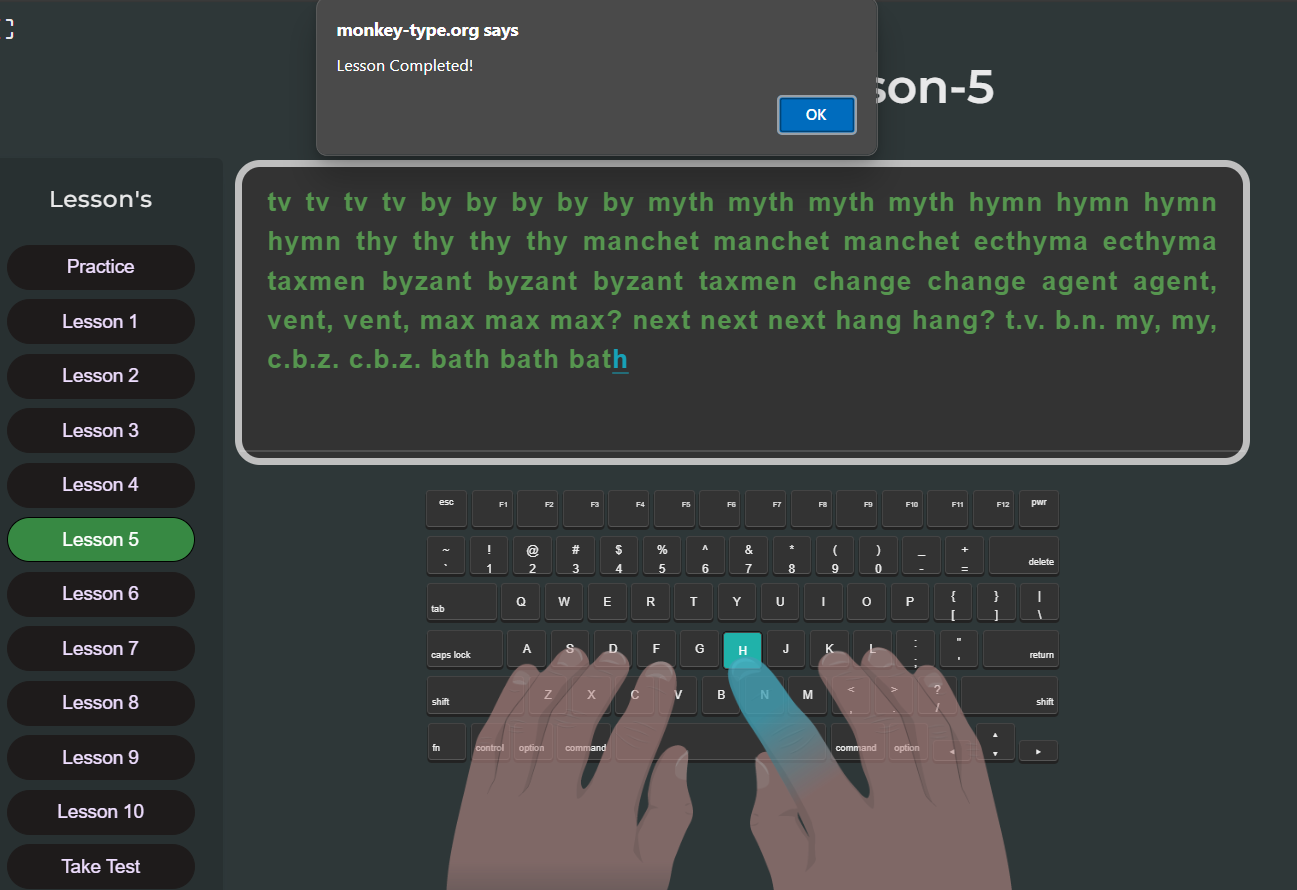 monkey-type.org says
Lesson Completed!
OK
son-5
Lesson's
Practice
Lesson 1
Lesson 2
Lesson 3
Lesson 4
Lesson 5
Lesson 6
Lesson 7
Lesson 8
Lesson 9
Lesson 10
Take Test
tv tv tv tv by by by by by myth myth myth myth hymn hymn hymn
hymn thy thy thy thy manchet manchet manchet ecthyma ecthyma
taxmen byzant byzant byzant taxmen change change agent agent,
vent, vent, max max max? next next next hang hang? t.v. b.n. my, my,
c.b.z. c.b.z. bath bath bath
esc F1 F2 F3 F4 F5 F6 F7 F8 F9 F10 F11 F12 pwr
~ ! @ # $ % ^ & * ( ) _ + delete
` 1 2 3 4 5 6 7 8 9 0 - =
tab Q W E R T Y U I O P { } |
[ ] \
caps lock A S D F G H J K L : " return
; '
shift Z X C V B N M < > ? shift
, . /
fn control option command command option ◂ ▴ ▾ ▸